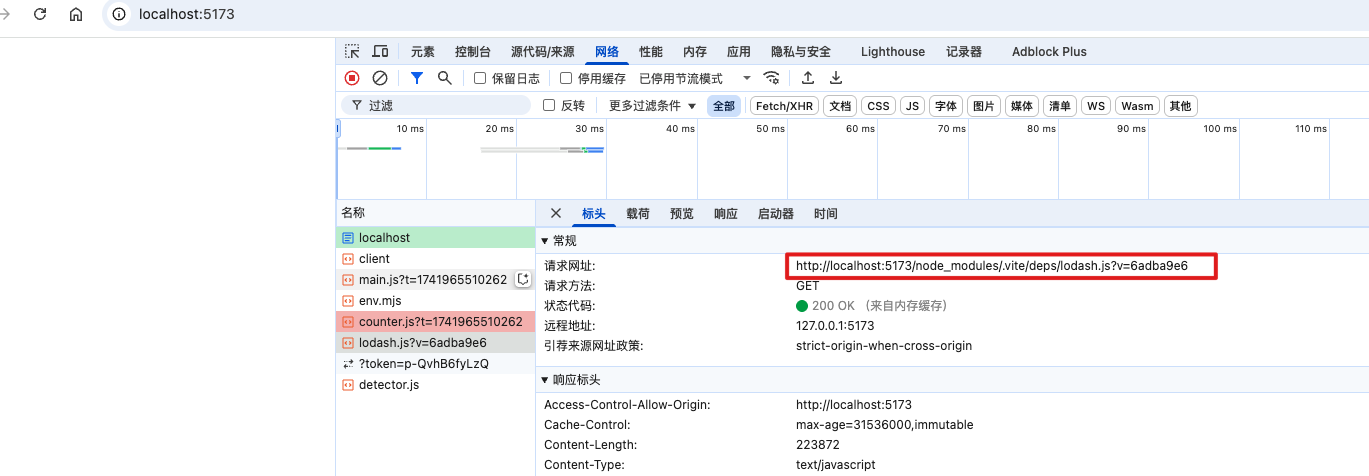 localhost:5173
元素 控制台 源代码/来源 网络 性能 内存 应用 隐私与安全 Lighthouse 记录器 Adblock Plus
保留日志 停用缓存 已停用节流模式
过滤 反转 更多过滤条件 全部 Fetch/XHR 文档 CSS JS 字体 图片 媒体 清单 WS Wasm 其他
10 ms 20 ms 30 ms 40 ms 50 ms 60 ms 70 ms 80 ms 90 ms 100 ms 110 ms
名称
localhost
client
main.js?t=1741965510262
env.mjs
counter.js?t=1741965510262
lodash.js?v=6adba9e6
?token=p-QvhB6fyLzQ
detector.js
标头 载荷 预览 响应 启动器 时间
常规
请求网址: http://localhost:5173/node_modules/.vite/deps/lodash.js?v=6adba9e6
请求方法: GET
状态代码: 200 OK (来自内存缓存)
远程地址: 127.0.0.1:5173
引荐来源网址政策: strict-origin-when-cross-origin
响应标头
Access-Control-Allow-Origin: http://localhost:5173
Cache-Control: max-age=31536000,immutable
Content-Length: 223872
Content-Type: text/javascript